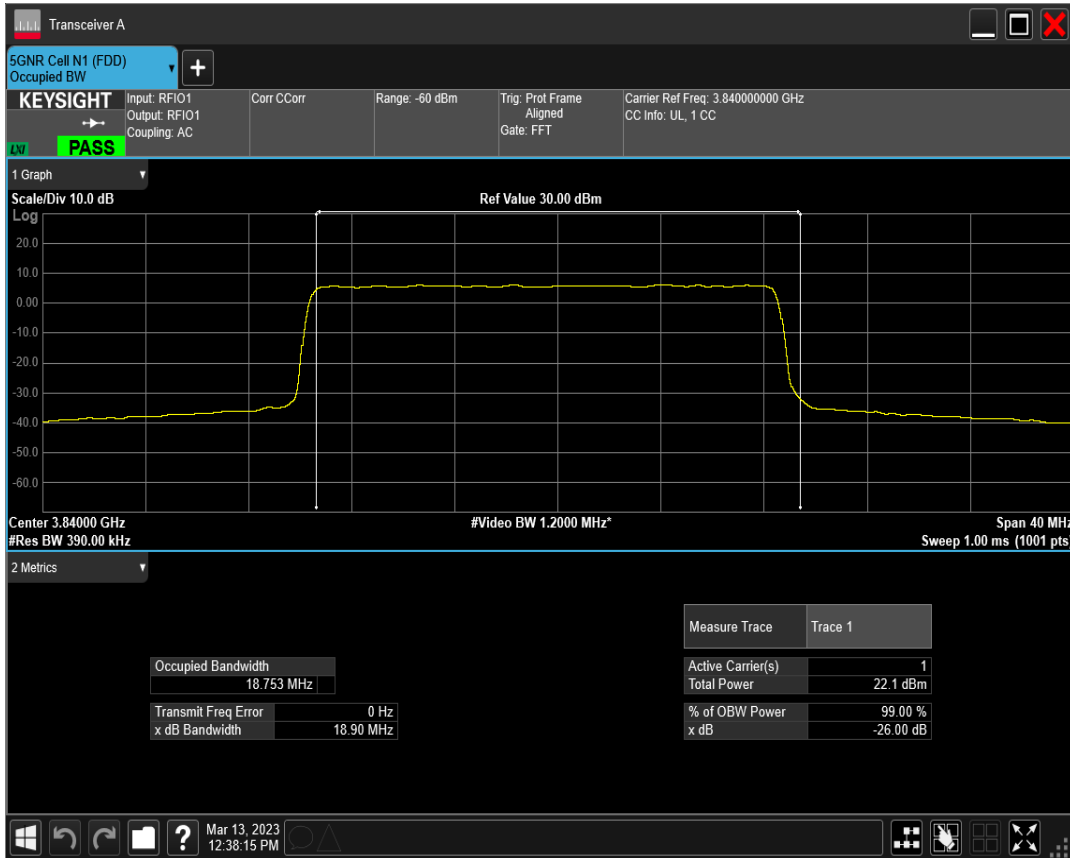 Transceiver A
5GNR Cell N1 (FDD)
Occupied BW
KEYSIGHT
LXI
PASS
Input: RFIO1
Output: RFIO1
Coupling: AC
Corr CCorr
Range: -60 dBm
Trig: Prot Frame
Aligned
Gate: FFT
Carrier Ref Freq: 3.840000000 GHz
CC Info: UL, 1 CC
1 Graph
Scale/Div 10.0 dB
Ref Value 30.00 dBm
Log
20.0
10.0
0.00
-10.0
-20.0
-30.0
-40.0
-50.0
-60.0
Center 3.84000 GHz
#Video BW 1.2000 MHz*
Span 40 MHz
#Res BW 390.00 kHz
Sweep 1.00 ms (1001 pts)
2 Metrics
Measure Trace Trace 1
Occupied Bandwidth
18.753 MHz
Active Carrier(s) 1
Total Power 22.1 dBm
Transmit Freq Error 0 Hz
x dB Bandwidth 18.90 MHz
% of OBW Power 99.00 %
x dB -26.00 dB
?
Mar 13, 2023
12:38:15 PM